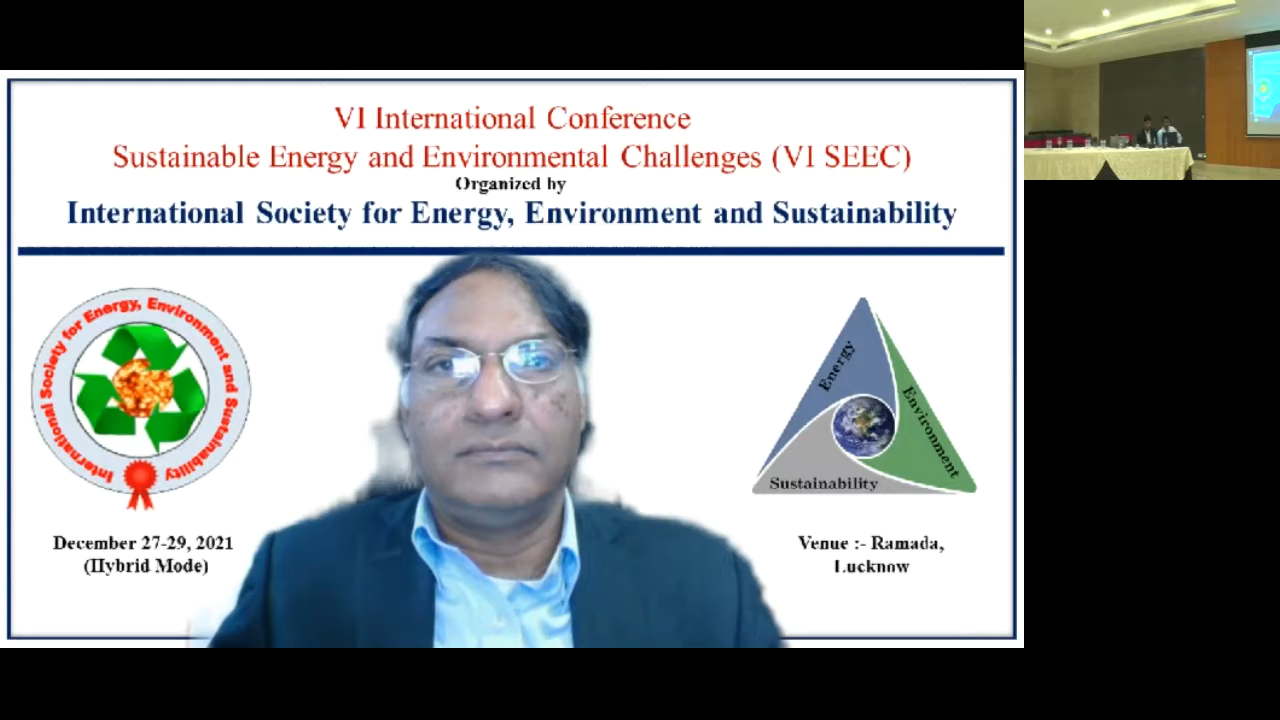 VI International Conference
Sustainable Energy and Environmental Challenges (VI SEEC)
Organized by
International Society for Energy, Environment and Sustainability
International Society for Energy, Environment and Sustainability
Energy
Environment
Sustainability
December 27-29, 2021
(Hybrid Mode)
Venue :- Ramada,
Lucknow